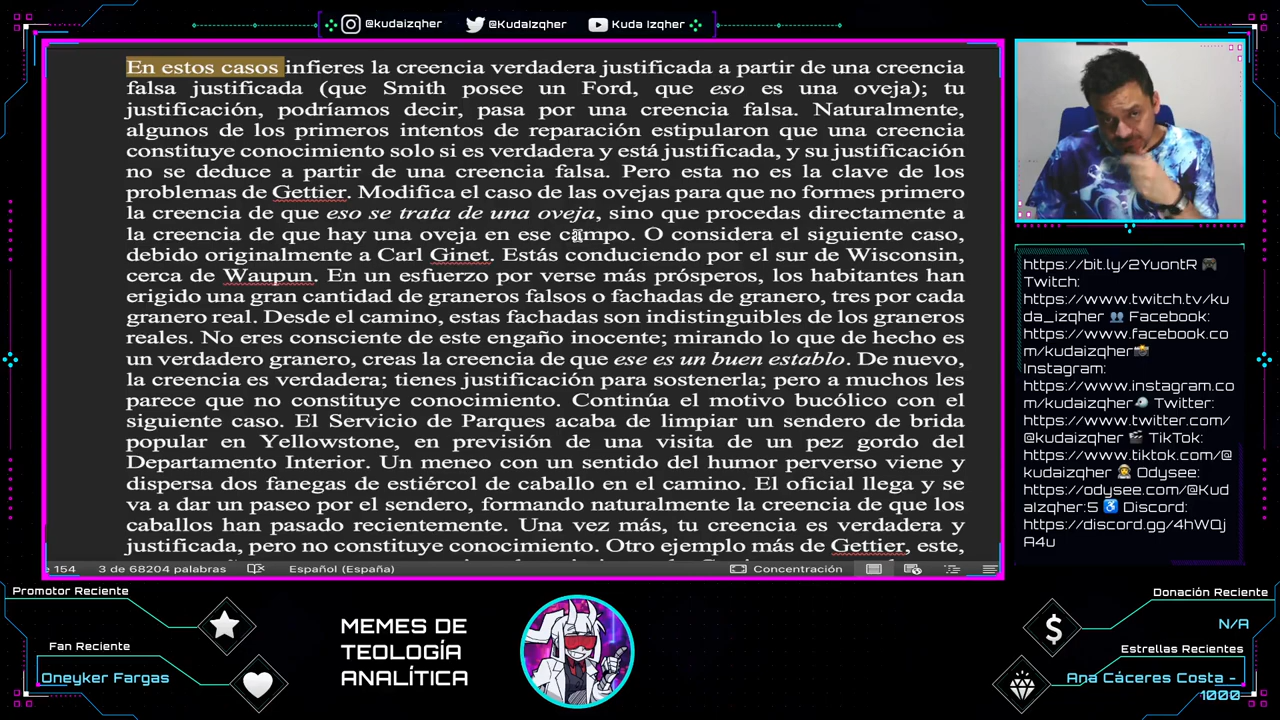 @kudaizqher @KudaIzqher Kuda Izqher
En estos casos infieres la creencia verdadera justificada a partir de una creencia
falsa justificada (que Smith posee un Ford, que eso es una oveja); tu
justificación, podríamos decir, pasa por una creencia falsa. Naturalmente,
algunos de los primeros intentos de reparación estipularon que una creencia
constituye conocimiento solo si es verdadera y está justificada, y su justificación
no se deduce a partir de una creencia falsa. Pero esta no es la clave de los
problemas de Gettier. Modifica el caso de las ovejas para que no formes primero
la creencia de que eso se trata de una oveja, sino que procedas directamente a
la creencia de que hay una oveja en ese campo. O considera el siguiente caso,
debido originalmente a Carl Ginet. Estás conduciendo por el sur de Wisconsin,
cerca de Waupun. En un esfuerzo por verse más prósperos, los habitantes han
erigido una gran cantidad de graneros falsos o fachadas de granero, tres por cada
granero real. Desde el camino, estas fachadas son indistinguibles de los graneros
reales. No eres consciente de este engaño inocente; mirando lo que de hecho es
un verdadero granero, creas la creencia de que ese es un buen establo. De nuevo,
la creencia es verdadera; tienes justificación para sostenerla; pero a muchos les
parece que no constituye conocimiento. Continúa el motivo bucólico con el
siguiente caso. El Servicio de Parques acaba de limpiar un sendero de brida
popular en Yellowstone, en previsión de una visita de un pez gordo del
Departamento Interior. Un meneo con un sentido del humor perverso viene y
dispersa dos fanegas de estiércol de caballo en el camino. El oficial llega y se
va a dar un paseo por el sendero, formando naturalmente la creencia de que los
caballos han pasado recientemente. Una vez más, tu creencia es verdadera y
justificada, pero no constituye conocimiento. Otro ejemplo más de Gettier, este,
154 3 de 68204 palabras Español (España) Concentración
https://bit.ly/2YuontR
Twitch:
https://www.twitch.tv/ku
da_izqher Facebook:
https://www.facebook.co
m/kudaizqher
Instagram:
https://www.instagram.co
m/kudaizqher Twitter:
https://www.twitter.com/
@kudaizqher TikTok:
https://www.tiktok.com/@
kudaizqher Odysee:
https://odysee.com/@Kud
aIzqher:5 Discord:
https://discord.gg/4hWQj
A4u
Promotor Reciente
Fan Reciente
Oneyker Fargas
MEMES DE
TEOLOGÍA
ANALÍTICA
Donación Reciente
N/A
Estrellas Recientes
Ana Cáceres Costa -
1000